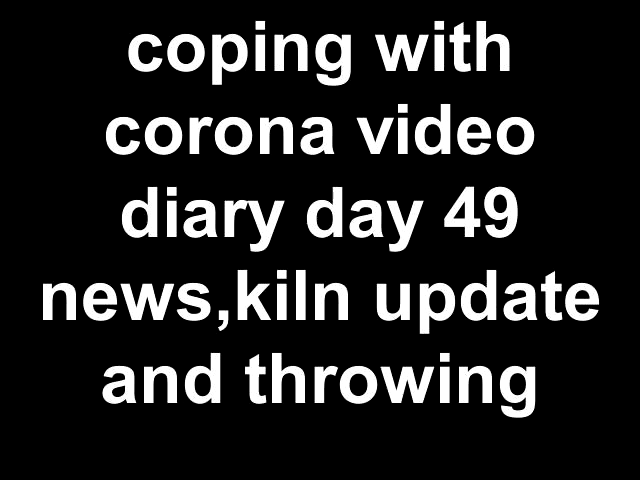 coping with
corona video
diary day 49
news,kiln update
and throwing